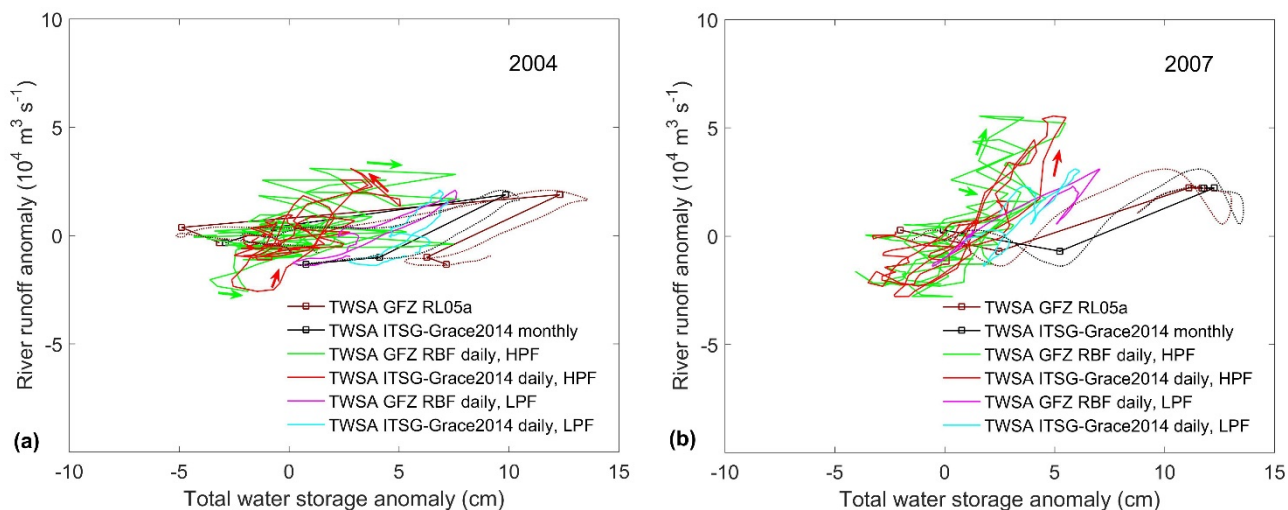 10
5
0
-5
-10
-5
0
5
10
15
River runoff anomaly (10⁴ m³ s⁻¹)
Total water storage anomaly (cm)
2004
TWSA GFZ RL05a
TWSA ITSG-Grace2014 monthly
TWSA GFZ RBF daily, HPF
TWSA ITSG-Grace2014 daily, HPF
TWSA GFZ RBF daily, LPF
TWSA ITSG-Grace2014 daily, LPF
(a)
10
5
0
-5
-10
-5
0
5
10
15
River runoff anomaly (10⁴ m³ s⁻¹)
Total water storage anomaly (cm)
2007
TWSA GFZ RL05a
TWSA ITSG-Grace2014 monthly
TWSA GFZ RBF daily, HPF
TWSA ITSG-Grace2014 daily, HPF
TWSA GFZ RBF daily, LPF
TWSA ITSG-Grace2014 daily, LPF
(b)